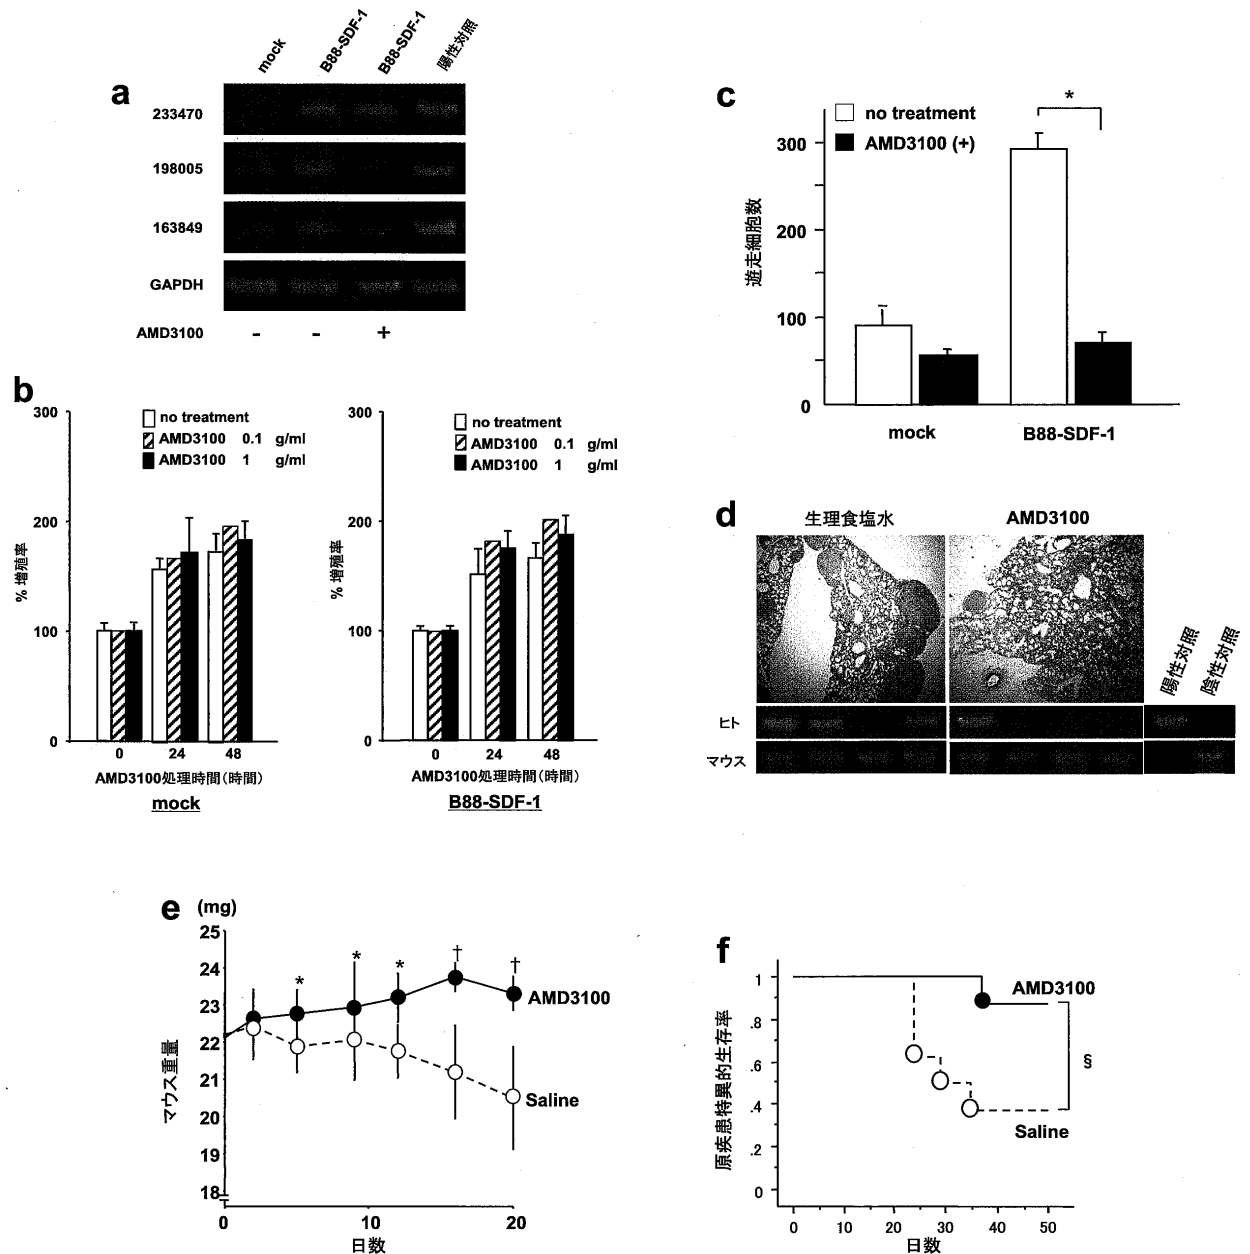 a
mock
B88-SDF-1
B88-SDF-1
陽性対照
233470
198005
163849
GAPDH
AMD3100 - - +
b
300
200
100
0
% 増殖率
no treatment
AMD3100 0.1 g/ml
AMD3100 1 g/ml
0 24 48
AMD3100処理時間(時間)
mock
300
200
100
0
% 増殖率
no treatment
AMD3100 0.1 g/ml
AMD3100 1 g/ml
0 24 48
AMD3100処理時間(時間)
B88-SDF-1
c
no treatment
AMD3100 (+)
*
300
200
100
0
遊走細胞数
mock B88-SDF-1
d
生理食塩水 AMD3100
陽性対照
陰性対照
ヒト
マウス
e (mg)
25
24
23
22
21
20
19
18
マウス重量
* * * † †
AMD3100
Saline
0 10 20
日数
f
1
.8
.6
.4
.2
0
原疾患特異的生存率
AMD3100
§
Saline
0 10 20 30 40 50
日数